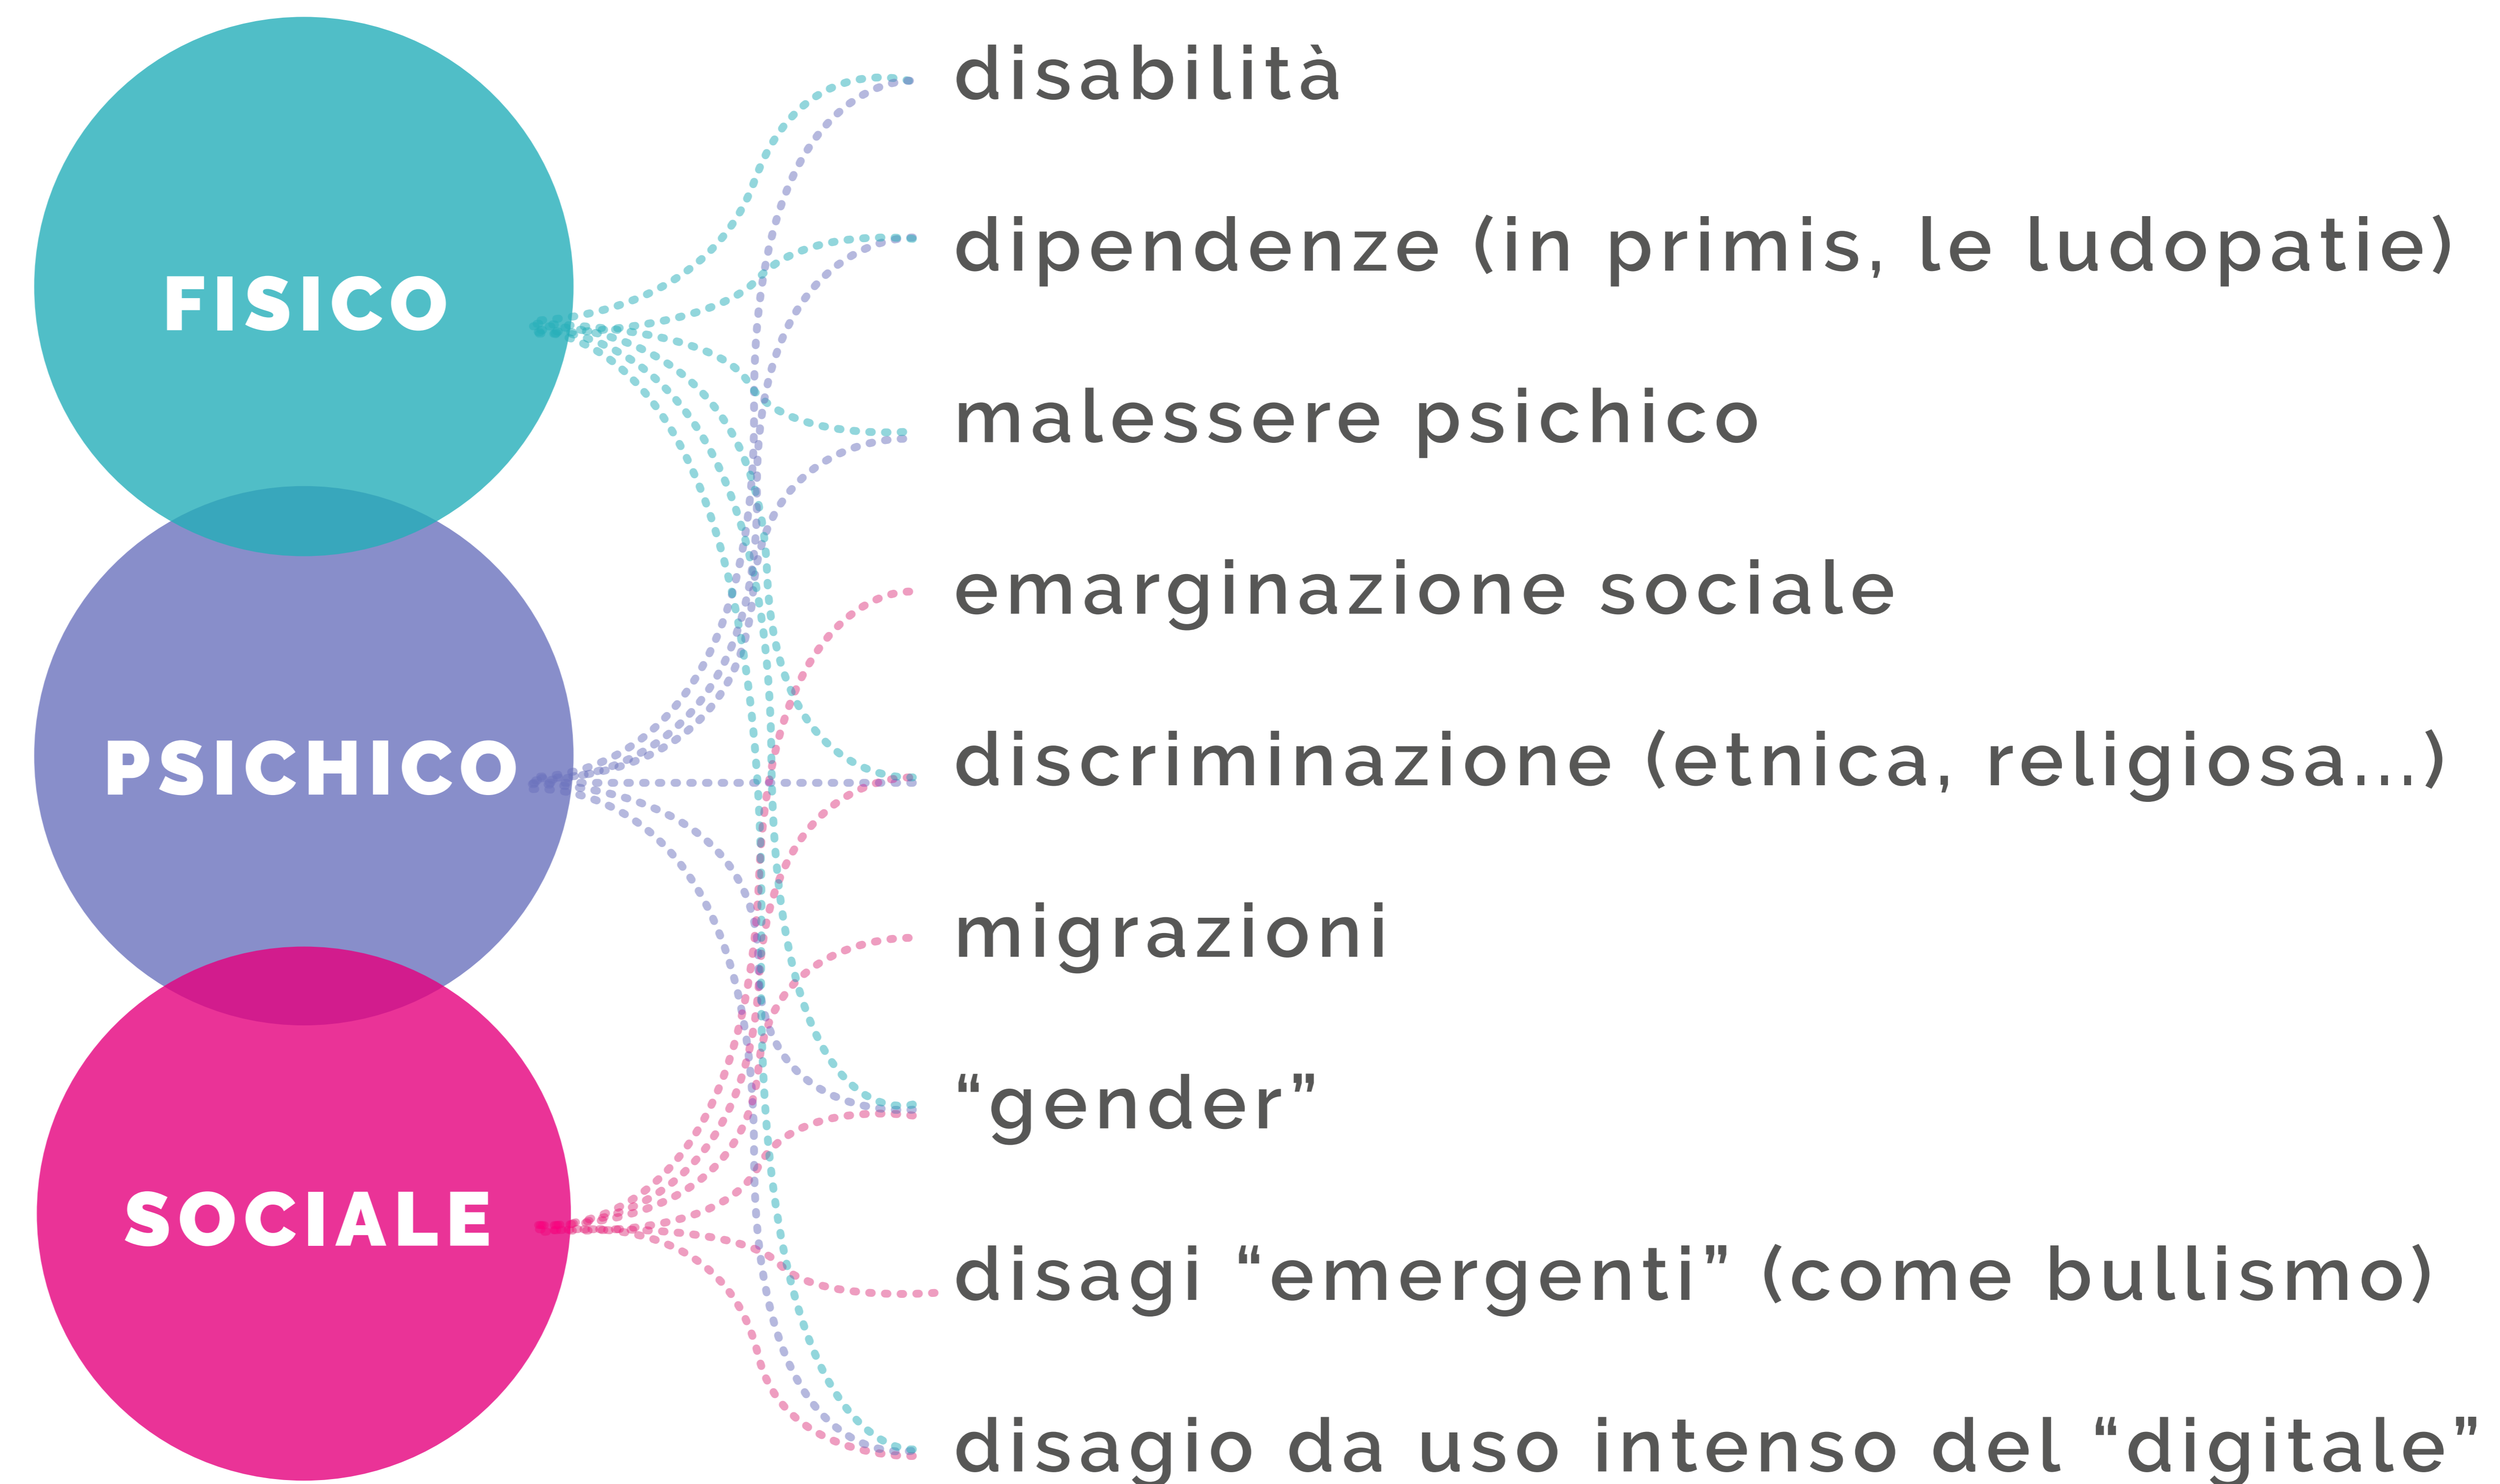 FISICO
PSICHICO
SOCIALE
disabilità
dipendenze (in primis, le ludopatie)
malessere psichico
emarginazione sociale
discriminazione (etnica, religiosa...)
migrazioni
“gender”
disagi “emergenti” (come bullismo)
disagio da uso intenso del “digitale”